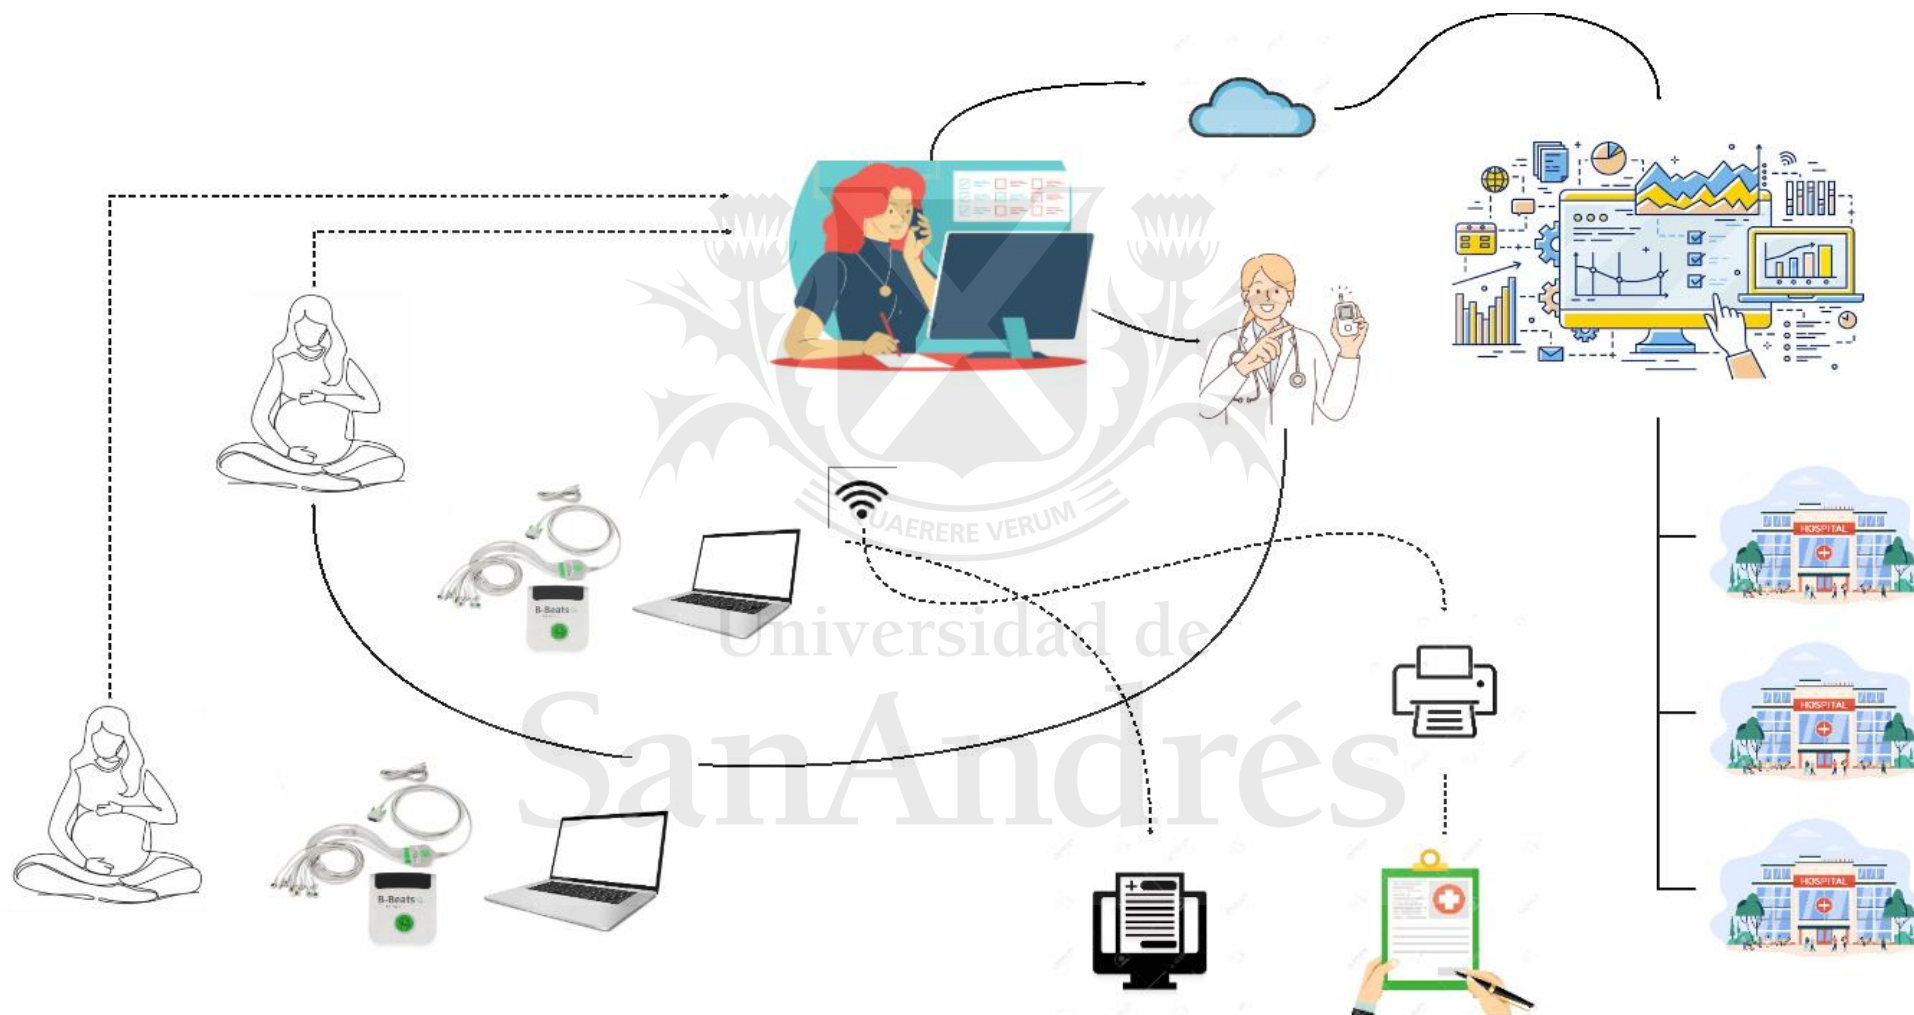 HOSPITAL
QUAERERE VERUM
B-Beats
HOSPITAL
Universidad de
SanAndrés
HOSPITAL
B-Beats